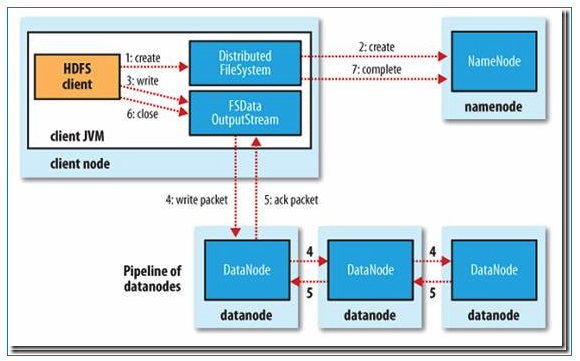 1: create
Distributed
FileSystem
2: create
7: complete
NameNode
namenode
HDFS
client
3: write
6: close
FSData
OutputStream
client JVM
client node
4: write packet
5: ack packet
Pipeline of
datanodes
DataNode
4
5
DataNode
4
5
DataNode
datanode
datanode
datanode